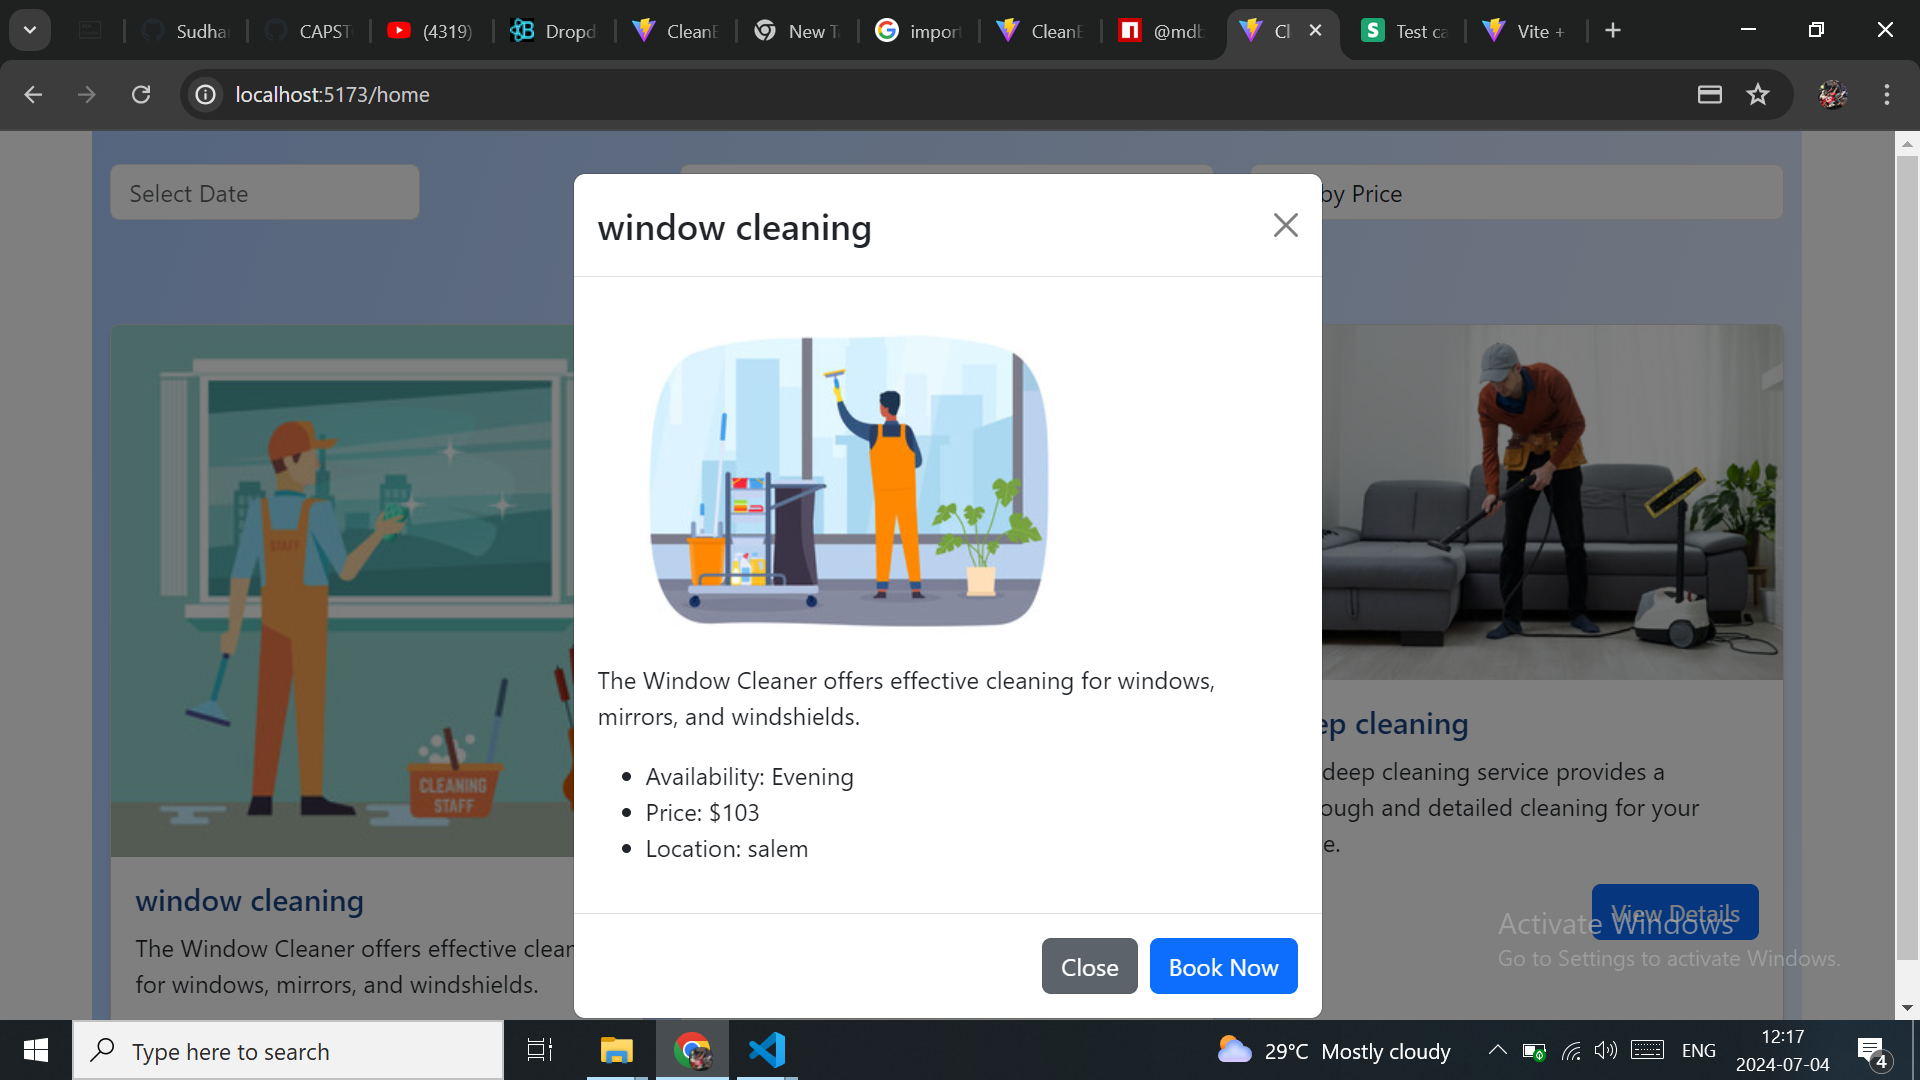 Sudha
CAPST
(4319)
Dropd
CleanE
New Ta
import
CleanE
@mdb
Cl
Test ca
Vite +
localhost:5173/home
Select Date
by Price
window cleaning
The Window Cleaner offers effective cleaning for windows,
mirrors, and windshields.
Availability: Evening
Price: $103
Location: salem
Close
Book Now
STAFF
CLEANING
STAFF
window cleaning
The Window Cleaner offers effective clean
for windows, mirrors, and windshields.
ep cleaning
deep cleaning service provides a
ough and detailed cleaning for your
e.
View Details
Activate Windows
Go to Settings to activate Windows.
Type here to search
29°C Mostly cloudy
ENG
12:17
2024-07-04
4